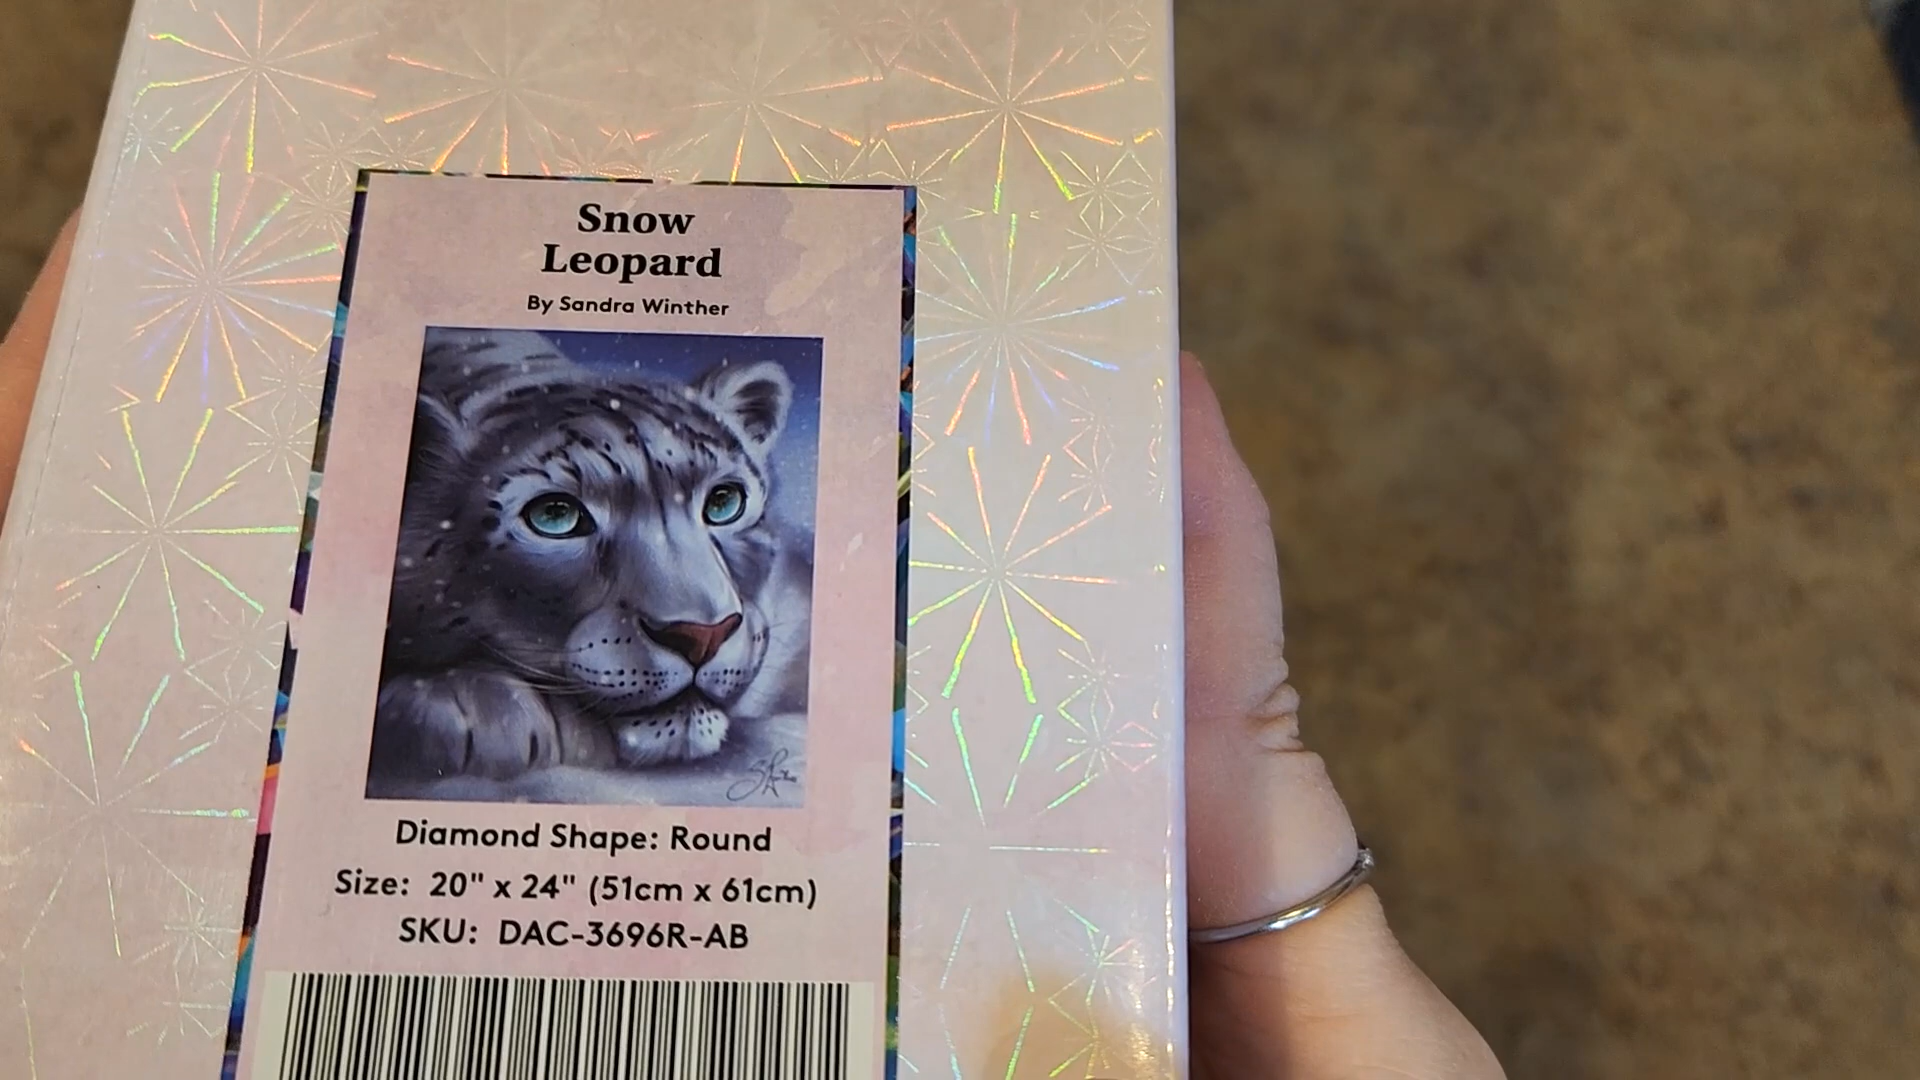 Snow
Leopard
By Sandra Winther
Diamond Shape: Round
Size: 20" x 24" (51cm x 61cm)
SKU: DAC-3696R-AB